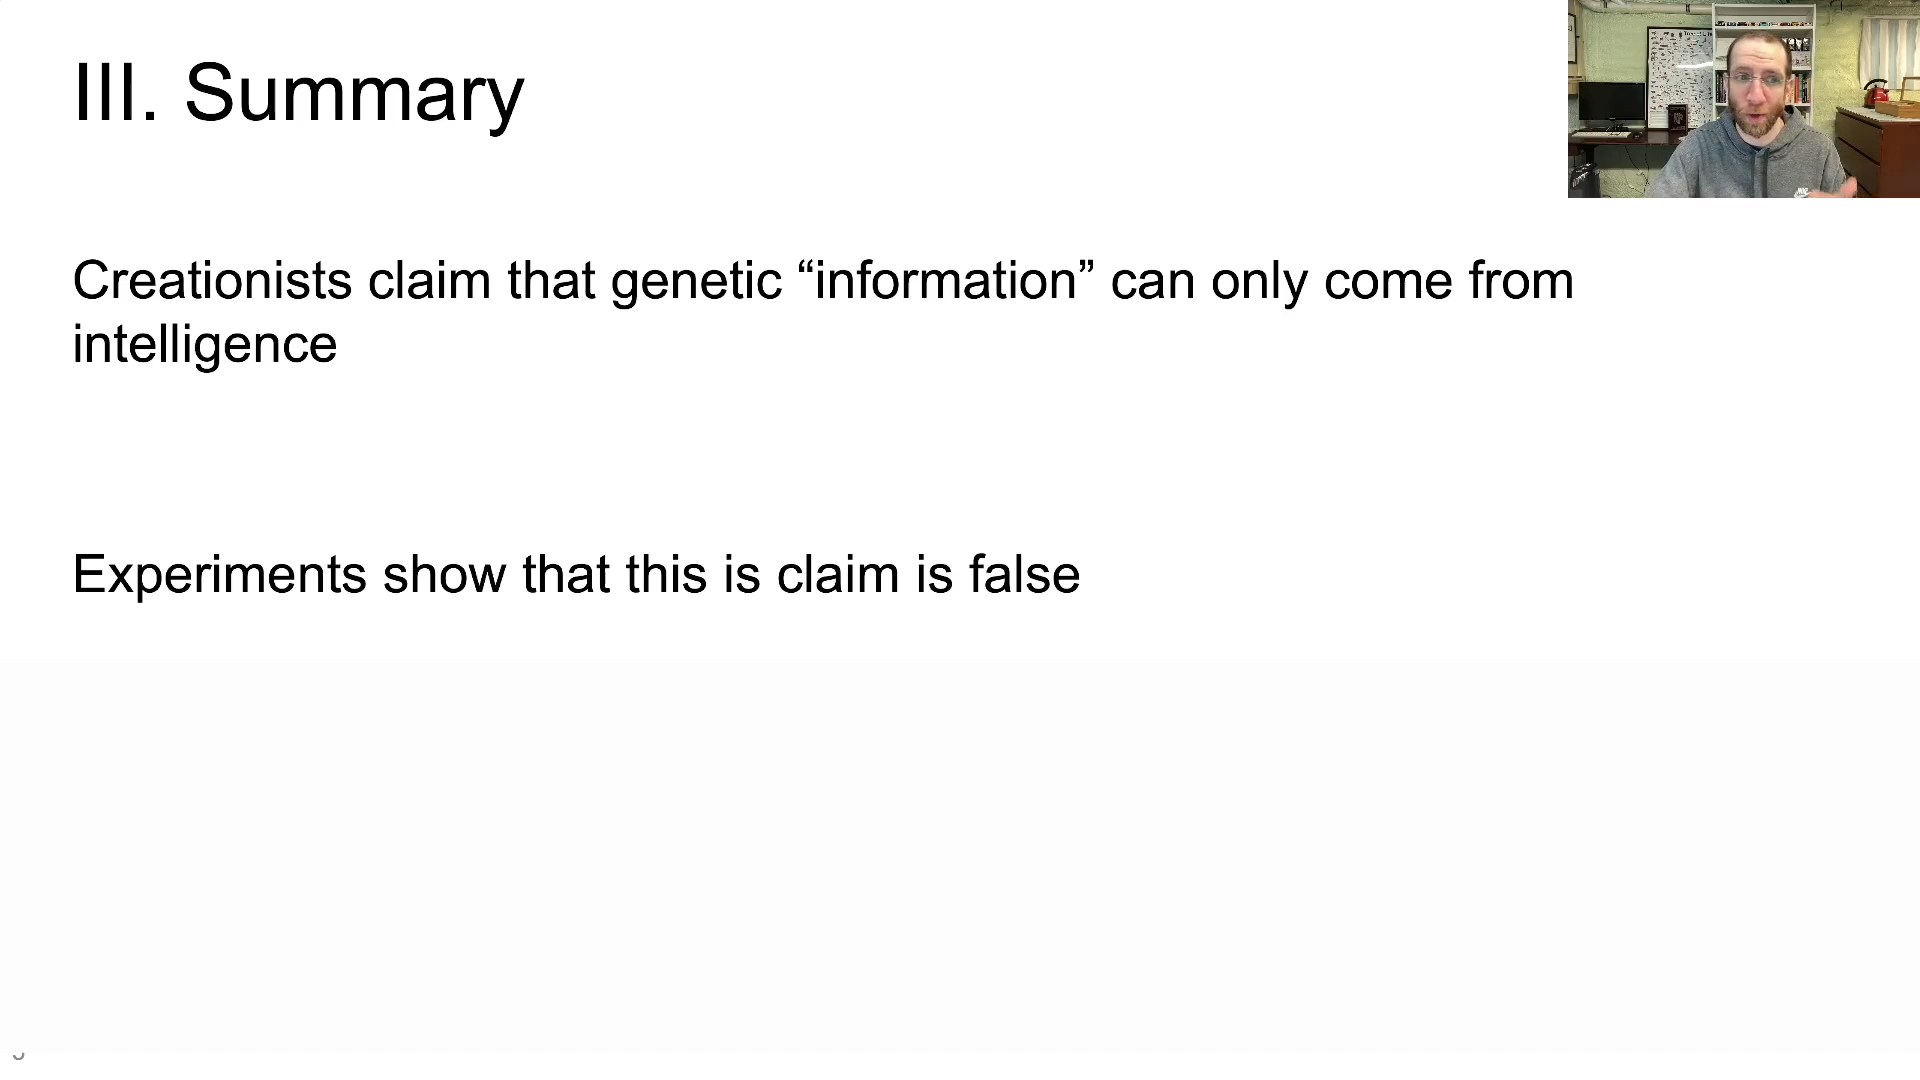 III. Summary
Creationists claim that genetic “information” can only come from
intelligence
Experiments show that this is claim is false